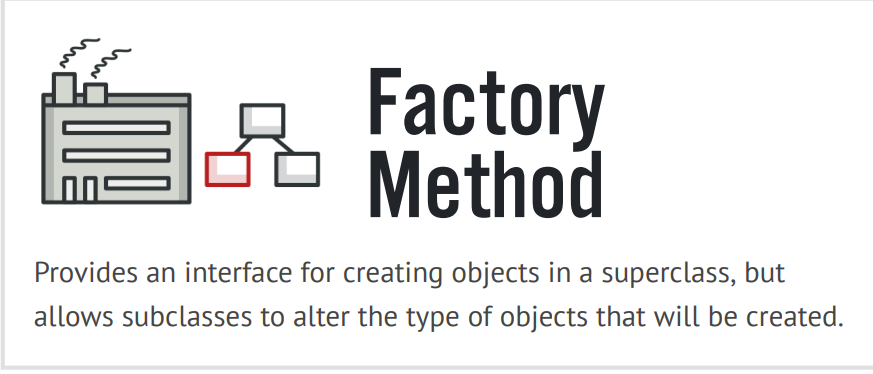 Factory
Method
Provides an interface for creating objects in a superclass, but
allows subclasses to alter the type of objects that will be created.